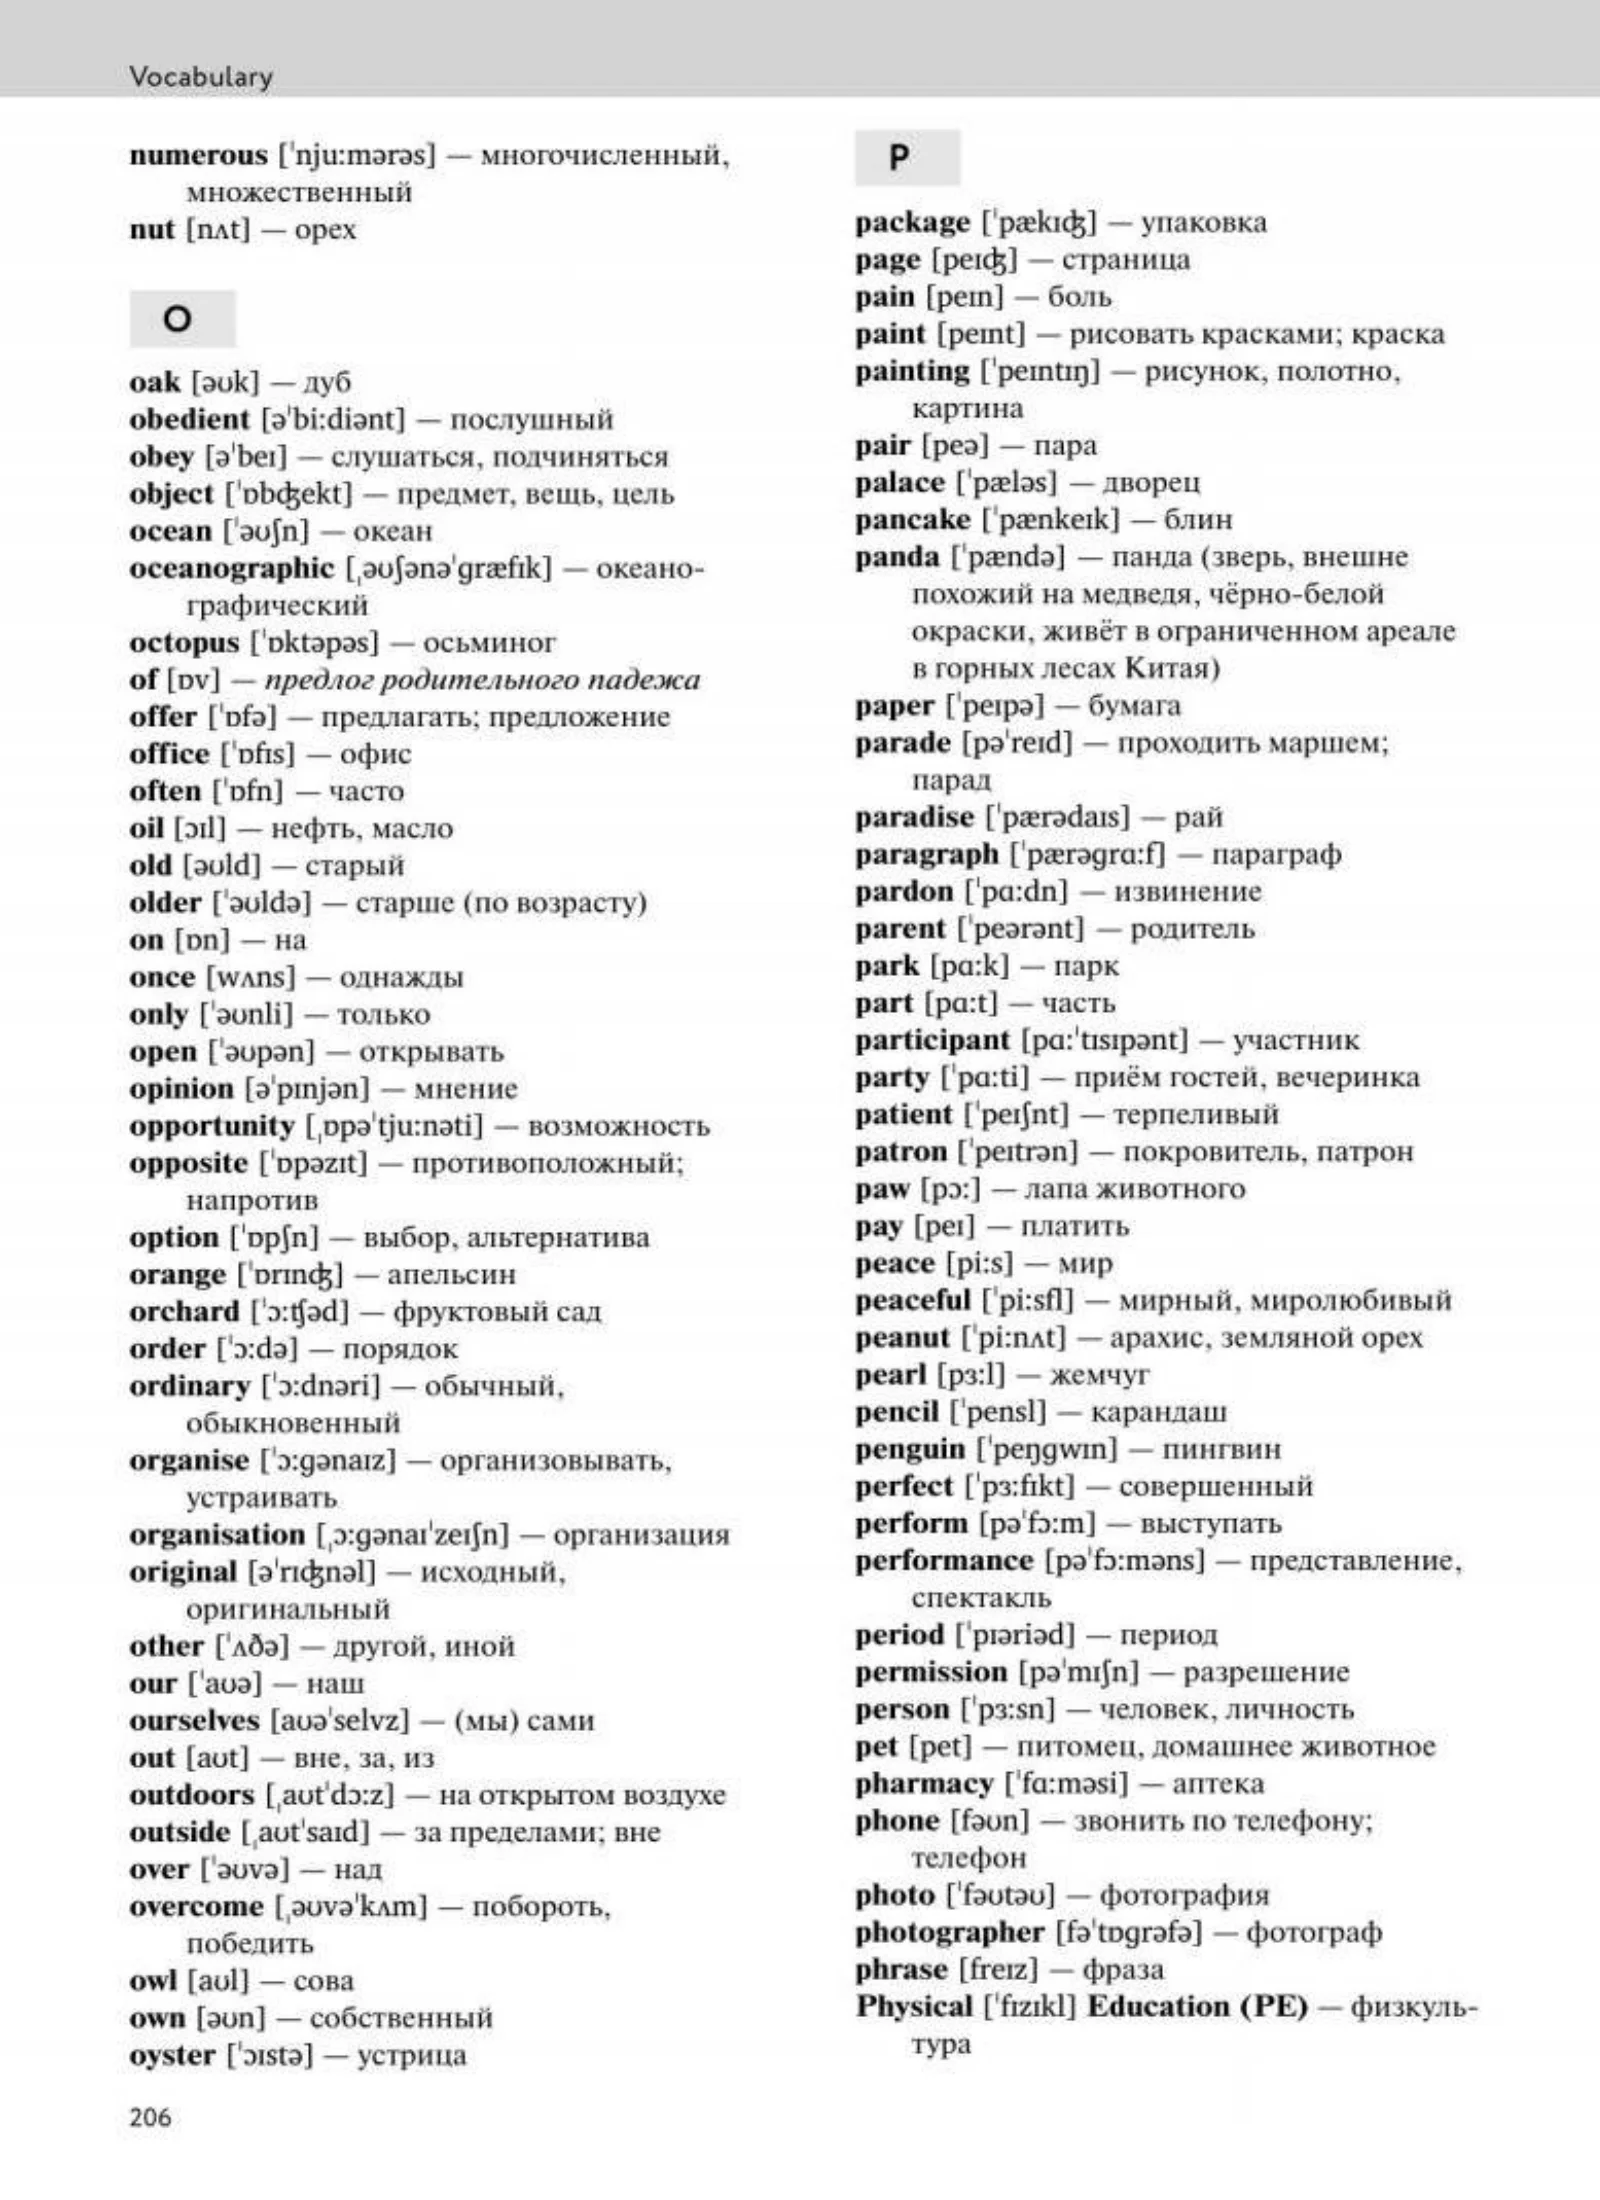 Vocabulary
numerous [ˈnju:mərəs] — многочисленный,
множественный
nut [nʌt] — орех
O
oak [əʊk] — дуб
obedient [əˈbi:diənt] — послушный
obey [əˈbeɪ] — слушаться, подчиняться
object [ˈɒbʤekt] — предмет, вещь, цель
ocean [ˈəʊʃn] — океан
oceanographic [ˌəʊʃənəˈɡræfɪk] — океано-
графический
octopus [ˈɒktəpəs] — осьминог
of [ɒv] — предлог родительного падежа
offer [ˈɒfə] — предлагать; предложение
office [ˈɒfɪs] — офис
often [ˈɒfn] — часто
oil [ɔɪl] — нефть, масло
old [əʊld] — старый
older [ˈəʊldə] — старше (по возрасту)
on [ɒn] — на
once [wʌns] — однажды
only [ˈəʊnli] — только
open [ˈəʊpən] — открывать
opinion [əˈpɪnjən] — мнение
opportunity [ˌɒpəˈtju:nəti] — возможность
opposite [ˈɒpəzɪt] — противоположный;
напротив
option [ˈɒpʃn] — выбор, альтернатива
orange [ˈɒrɪnʤ] — апельсин
orchard [ˈɔ:ʧəd] — фруктовый сад
order [ˈɔ:də] — порядок
ordinary [ˈɔ:dnəri] — обычный,
обыкновенный
organise [ˈɔ:ɡənaɪz] — организовывать,
устраивать
organisation [ˌɔ:ɡənaɪˈzeɪʃn] — организация
original [əˈrɪʤnəl] — исходный,
оригинальный
other [ˈʌðə] — другой, иной
our [ˈaʊə] — наш
ourselves [aʊəˈselvz] — (мы) сами
out [aʊt] — вне, за, из
outdoors [ˌaʊtˈdɔ:z] — на открытом воздухе
outside [ˌaʊtˈsaɪd] — за пределами; вне
over [ˈəʊvə] — над
overcome [ˌəʊvəˈkʌm] — побороть,
победить
owl [aʊl] — сова
own [əʊn] — собственный
oyster [ˈɔɪstə] — устрица
206
P
package [ˈpækɪʤ] — упаковка
page [peɪʤ] — страница
pain [peɪn] — боль
paint [peɪnt] — рисовать красками; краска
painting [ˈpeɪntɪŋ] — рисунок, полотно,
картина
pair [peə] — пара
palace [ˈpæləs] — дворец
pancake [ˈpænkeɪk] — блин
panda [ˈpændə] — панда (зверь, внешне
похожий на медведя, чёрно-белой
окраски, живёт в ограниченном ареале
в горных лесах Китая)
paper [ˈpeɪpə] — бумага
parade [pəˈreɪd] — проходить маршем;
парад
paradise [ˈpærədaɪs] — рай
paragraph [ˈpærəɡrɑ:f] — параграф
pardon [ˈpɑ:dn] — извинение
parent [ˈpeərənt] — родитель
park [pɑ:k] — парк
part [pɑ:t] — часть
participant [pɑ:ˈtɪsɪpənt] — участник
party [ˈpɑ:ti] — приём гостей, вечеринка
patient [ˈpeɪʃnt] — терпеливый
patron [ˈpeɪtrən] — покровитель, патрон
paw [pɔ:] — лапа животного
pay [peɪ] — платить
peace [pi:s] — мир
peaceful [ˈpi:sfl] — мирный, миролюбивый
peanut [ˈpi:nʌt] — арахис, земляной орех
pearl [pɜ:l] — жемчуг
pencil [ˈpensl] — карандаш
penguin [ˈpeŋɡwɪn] — пингвин
perfect [ˈpɜ:fɪkt] — совершенный
perform [pəˈfɔ:m] — выступать
performance [pəˈfɔ:məns] — представление,
спектакль
period [ˈpɪəriəd] — период
permission [pəˈmɪʃn] — разрешение
person [ˈpɜ:sn] — человек, личность
pet [pet] — питомец, домашнее животное
pharmacy [ˈfɑ:məsi] — аптека
phone [fəʊn] — звонить по телефону;
телефон
photo [ˈfəʊtəʊ] — фотография
photographer [fəˈtɒɡrəfə] — фотограф
phrase [freɪz] — фраза
Physical [ˈfɪzɪkl] Education (PE) — физкуль-
тура